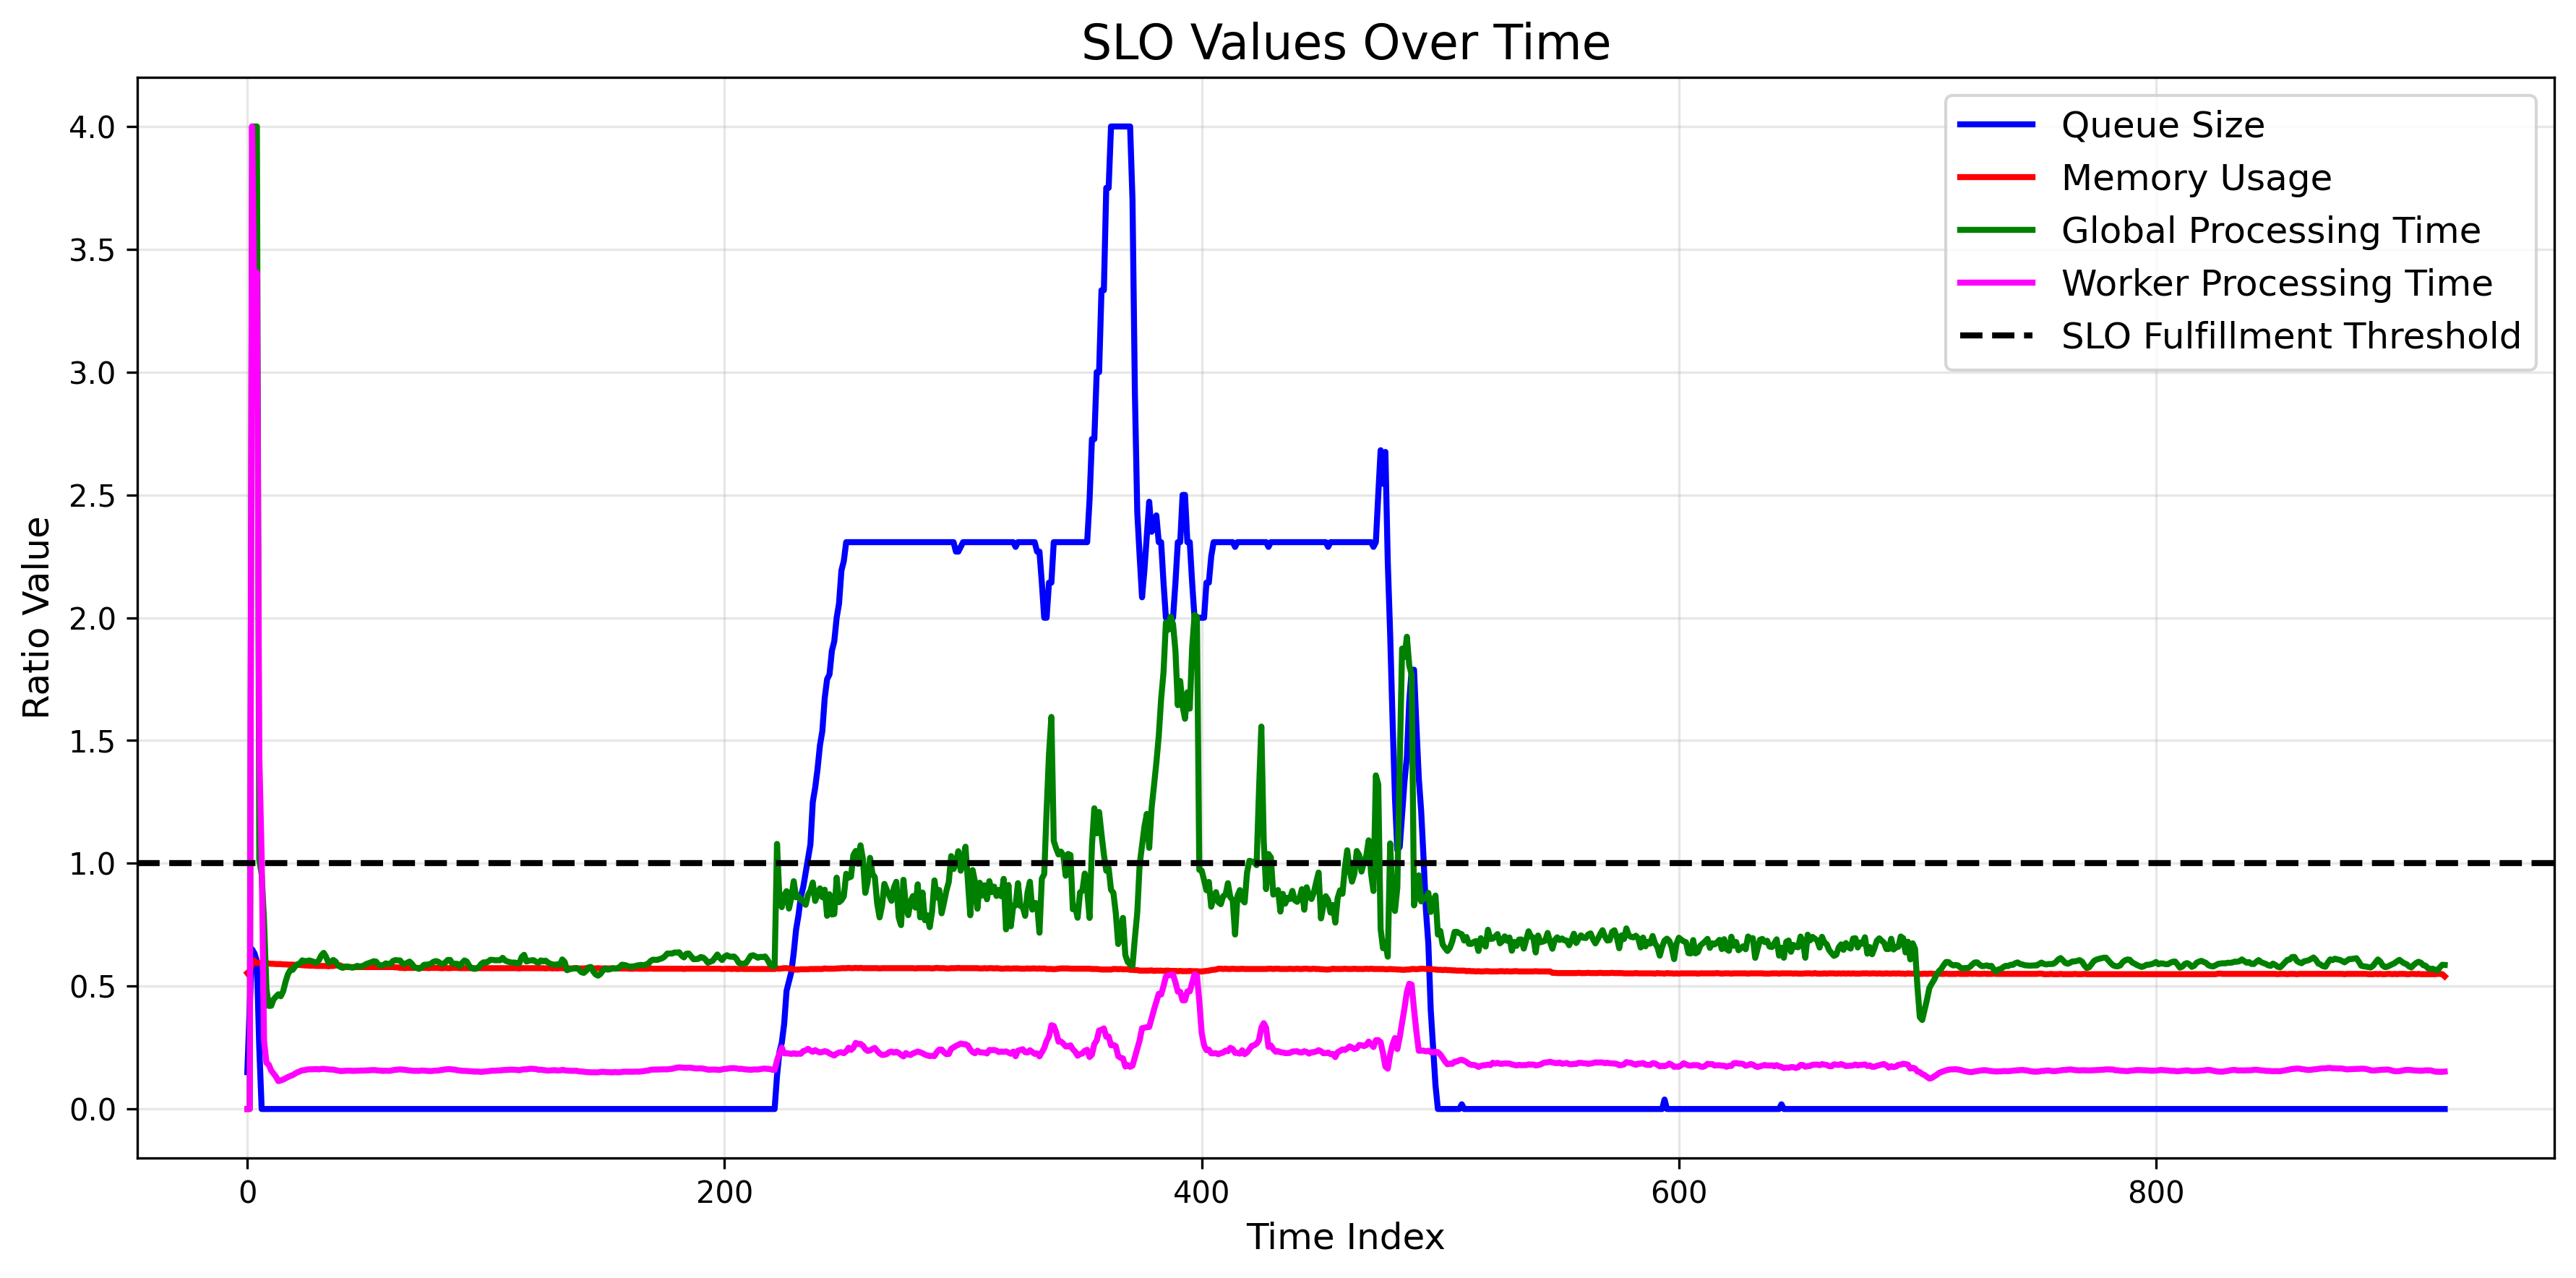 SLO Values Over Time
Ratio Value
4.0
3.5
3.0
2.5
2.0
1.5
1.0
0.5
0.0
Queue Size
Memory Usage
Global Processing Time
Worker Processing Time
SLO Fulfillment Threshold
0 200 400 600 800
Time Index